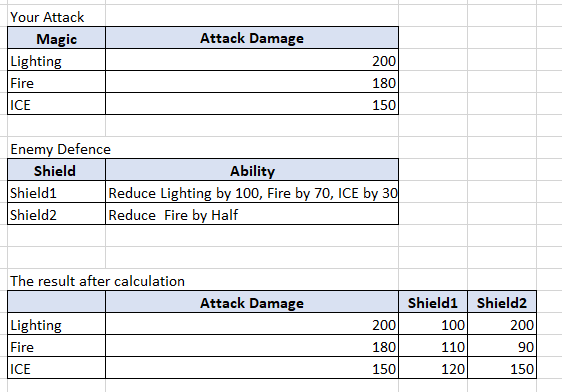 Your Attack
Magic Attack Damage
Lighting 200
Fire 180
ICE 150
Enemy Defence
Shield Ability
Shield1 Reduce Lighting by 100, Fire by 70, ICE by 30
Shield2 Reduce  Fire by Half
The result after calculation
Attack Damage Shield1 Shield2
Lighting 200 100 200
Fire 180 110 90
ICE 150 120 150